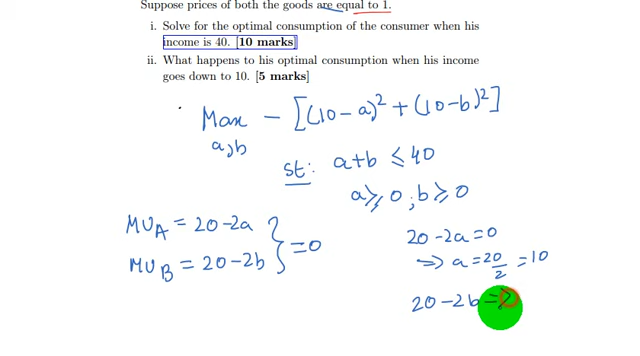 Suppose prices of both the goods are equal to 1.
i. Solve for the optimal consumption of the consumer when his
income is 40. [10 marks]
ii. What happens to his optimal consumption when his income
goes down to 10. [5 marks]
Max - [(10-a)² + (10-b)²]
a,b
st: a+b ≤ 40
a ≥ 0 ; b ≥ 0
MU_A = 20-2a
MU_B = 20-2b } = 0
20-2a=0
→ a = 20/2 = 10
20-2b =